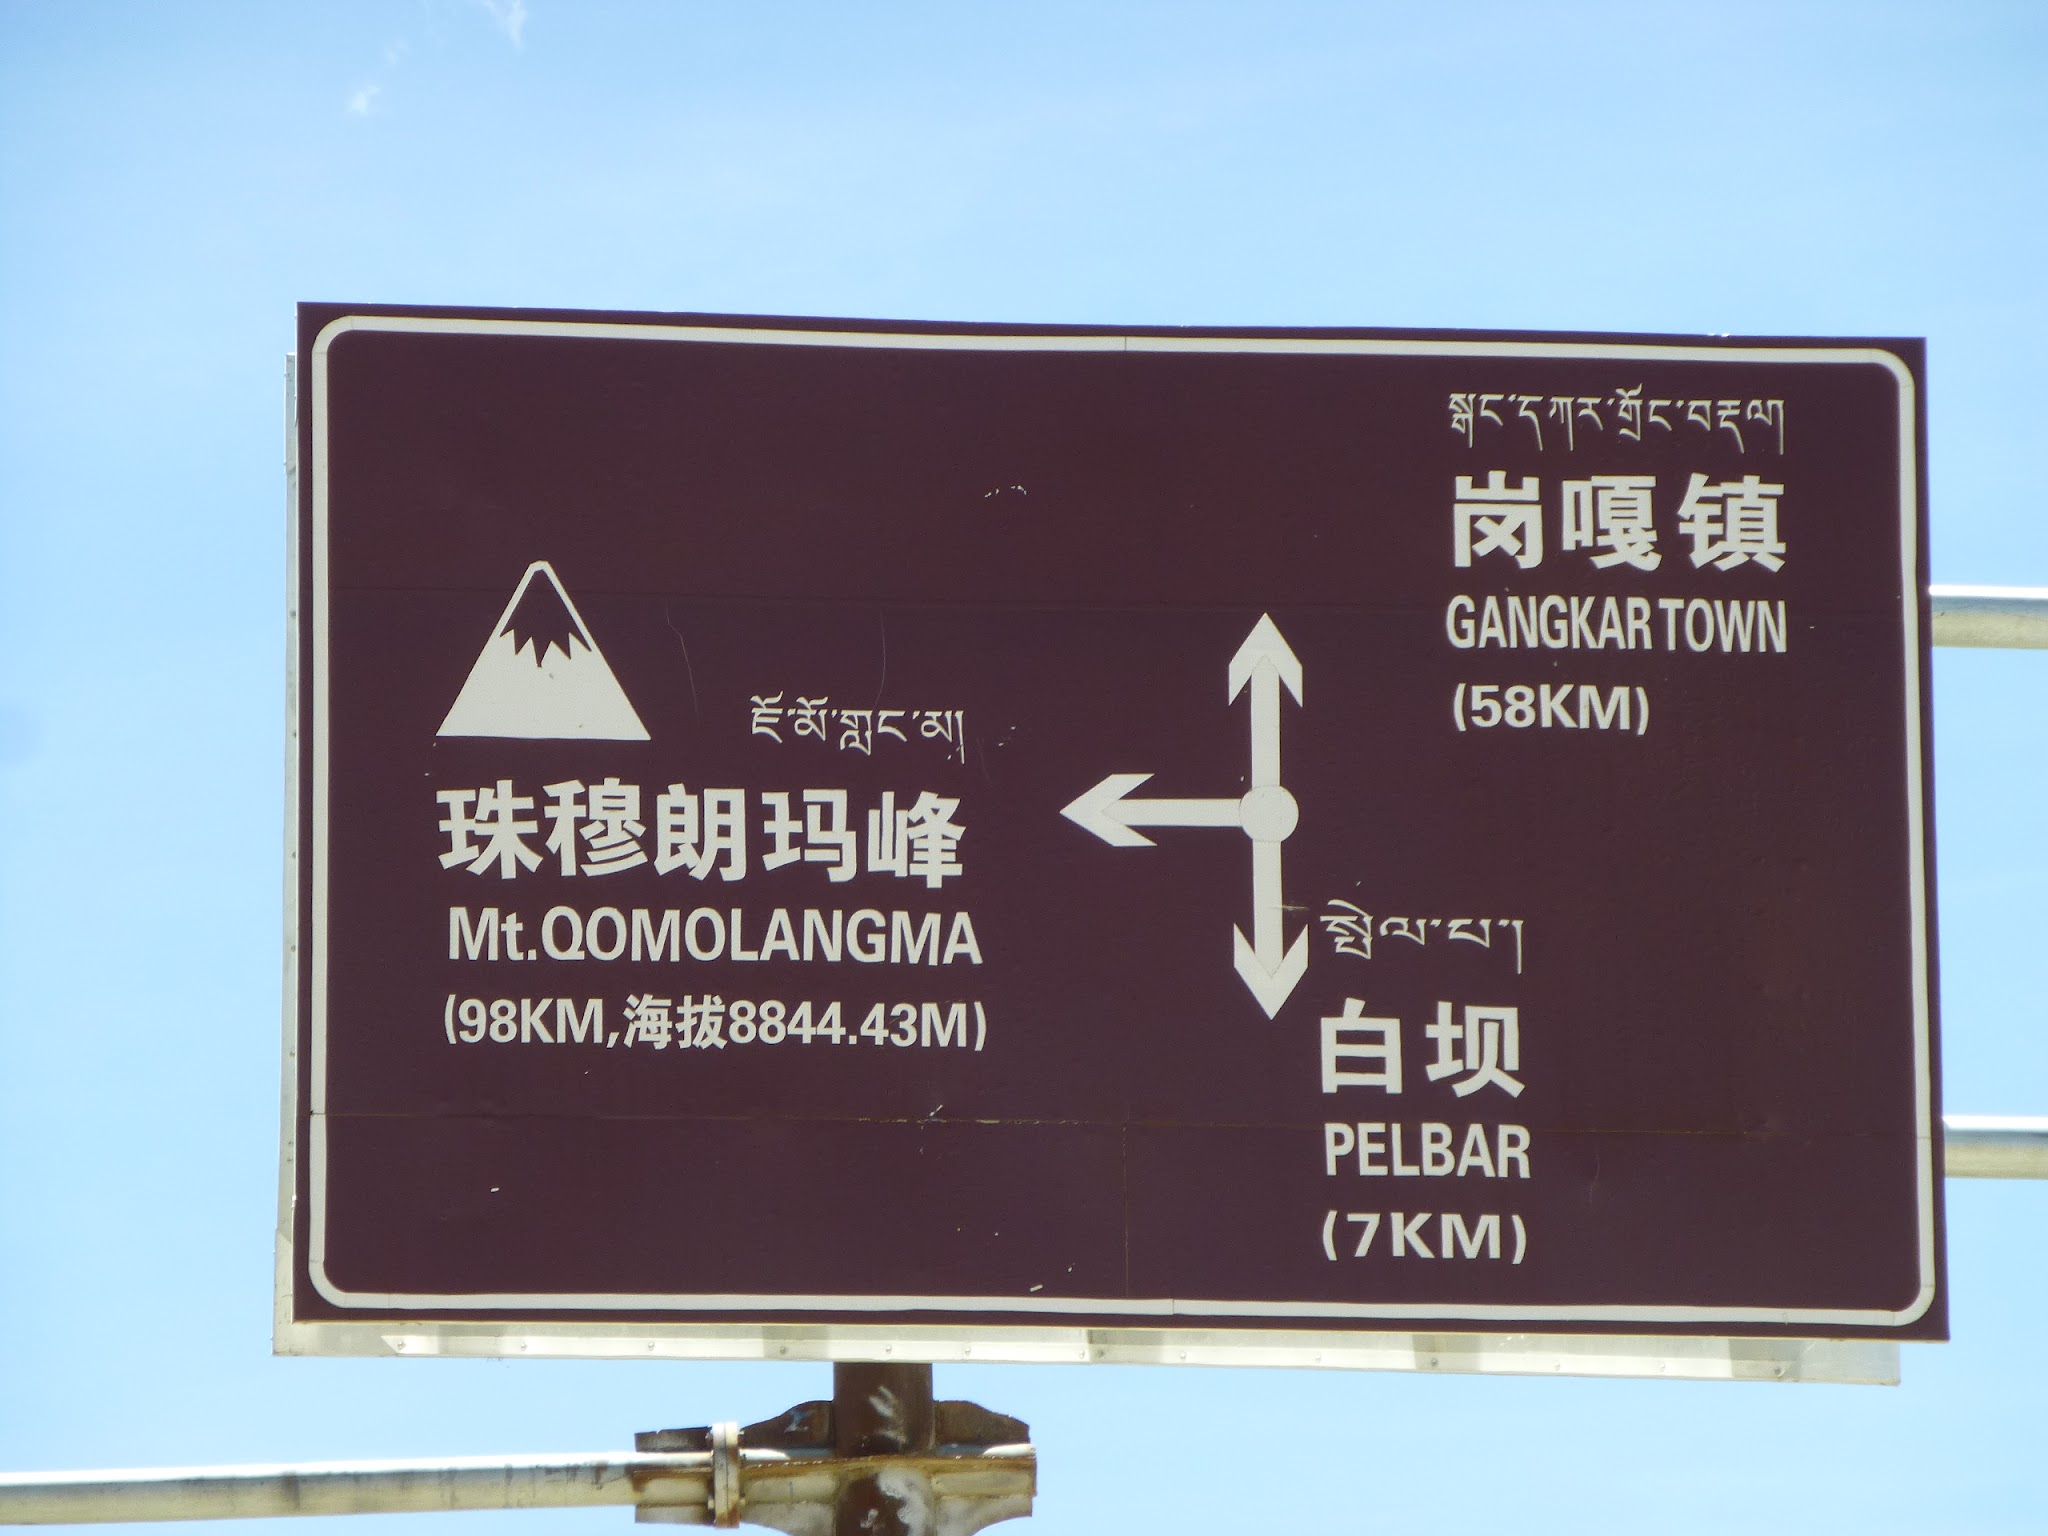 སྒང་དཀར་གྲོང་བརྡལ།
岗嘎镇
GANGKAR TOWN
(58KM)
ཇོ་མོ་གླང་མ།
珠穆朗玛峰
Mt.QOMOLANGMA
(98KM,海拔8844.43M)
སྤེལ་པ་།
白坝
PELBAR
(7KM)